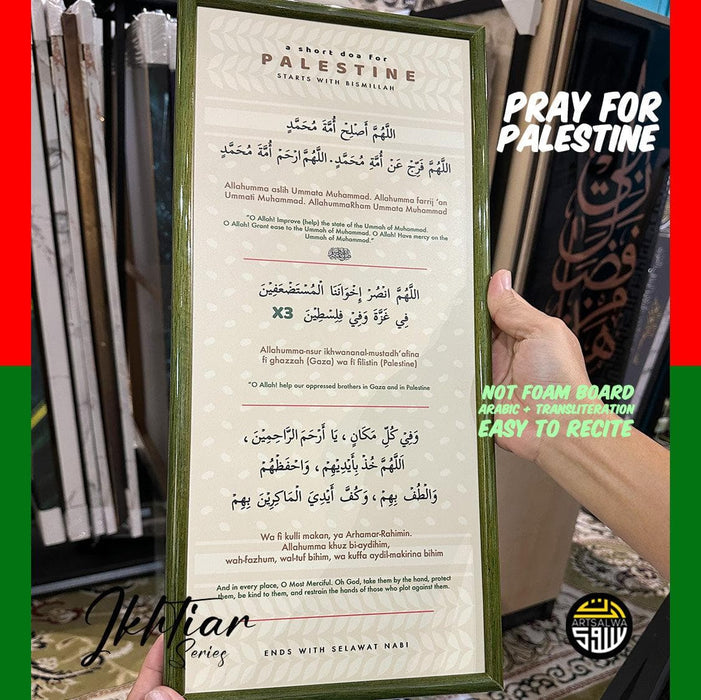 a short doa for
PALESTINE
STARTS WITH BISMILLAH
اللَّهُمَّ أَصْلِحْ أُمَّةَ مُحَمَّدٍ
اللَّهُمَّ فَرِّجْ عَنْ أُمَّةِ مُحَمَّدٍ. اللَّهُمَّ ارْحَمْ أُمَّةَ مُحَمَّدٍ
Allahumma aslih Ummata Muhammad. Allahumma farrij 'an
Ummati Muhammad. AllahummaRham Ummata Muhammad
"O Allah! Improve (help) the state of the Ummah of Muhammad.
O Allah! Grant ease to the Ummah of Muhammad. O Allah! Have mercy on the
Ummah of Muhammad."
ﷺ
اللَّهُمَّ انْصُرْ إِخْوَانَنَا الْمُسْتَضْعَفِيْنَ
فِي غَزَّةَ وَفِيْ فِلِسْطِيْنَ X3
Allahumma-nsur ikhwananal-mustadh'afina
fi ghazzah (Gaza) wa fi filistin (Palestine)
"O Allah! help our oppressed brothers in Gaza and in Palestine
وَفِيْ كُلِّ مَكَانٍ ، يَا أَرْحَمَ الرَّاحِمِيْنَ ،
اَللَّهُمَّ خُذْ بِأَيْدِيْهِمْ ، وَاحْفَظْهُمْ
وَالْطُفْ بِهِمْ ، وَكُفَّ أَيْدِيَ الْمَاكِرِيْنَ بِهِمْ
Wa fi kulli makan, ya Arhamar-Rahimin.
Allahumma khuz bi-aydihim,
wah-fazhum, wal-tuf bihim, wa kuffa aydil-makirina bihim
And in every place, O Most Merciful. Oh God, take them by the hand, protect
them, be kind to them, and restrain the hands of those who plot against them.
ENDS WITH SELAWAT NABI
PRAY FOR
PALESTINE
NOT FOAM BOARD
ARABIC + TRANSLITERATION
EASY TO RECITE
Ikhtiar
Series
ARTSALWA